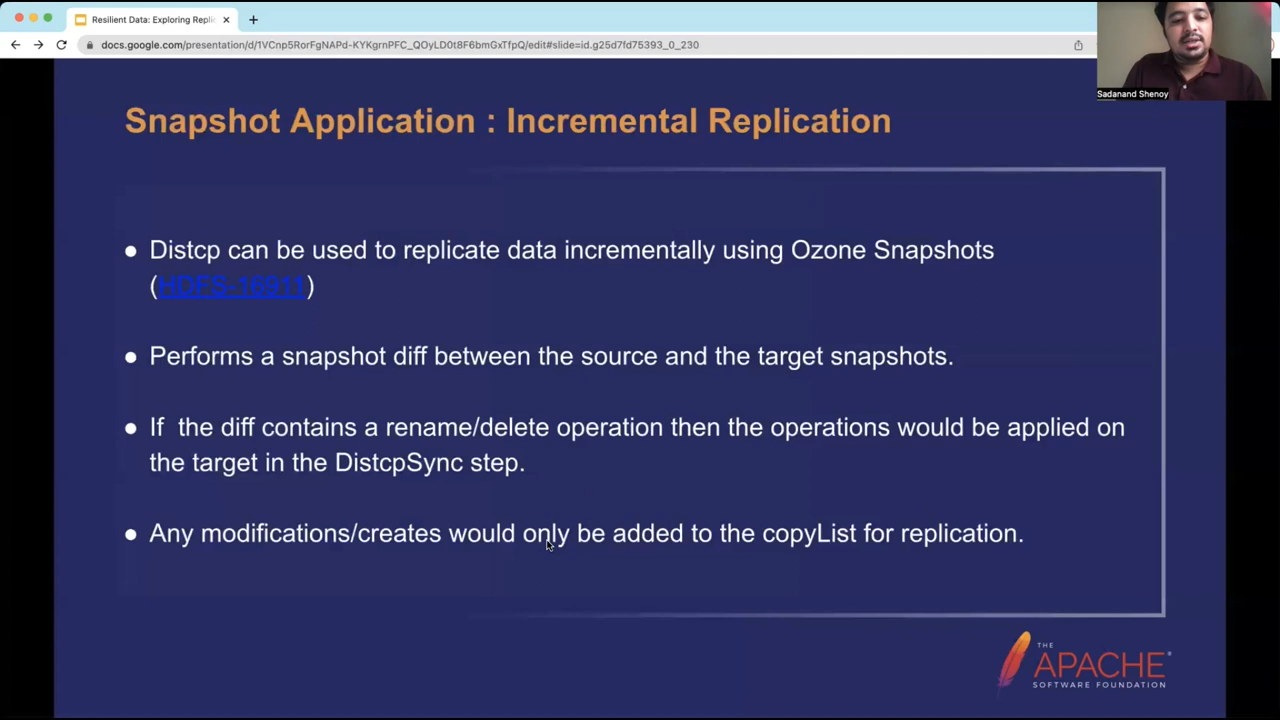 Resilient Data: Exploring Replic
docs.google.com/presentation/d/1VCnp5RorFgNAPd-KYKgrnPFC_QOyLD0t8F6bmGxTfpQ/edit#slide=id.g25d7fd75393_0_230
Sadanand Shenoy
Snapshot Application : Incremental Replication
● Distcp can be used to replicate data incrementally using Ozone Snapshots
(HDFS-16911)
● Performs a snapshot diff between the source and the target snapshots.
● If the diff contains a rename/delete operation then the operations would be applied on
the target in the DistcpSync step.
● Any modifications/creates would only be added to the copyList for replication.
THE
APACHE®
SOFTWARE FOUNDATION